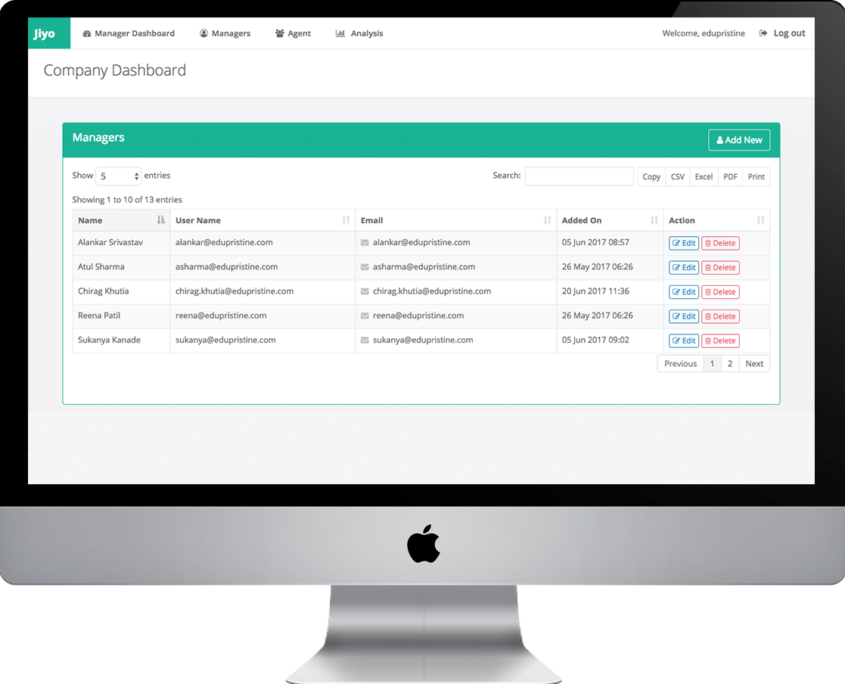 Jiyo Manager Dashboard Managers Agent Analysis Welcome, edupristine Log out
Company Dashboard
Managers Add New
Show 5 entries Search: Copy CSV Excel PDF Print
Showing 1 to 10 of 13 entries
Name User Name Email Added On Action
Alankar Srivastav alankar@edupristine.com alankar@edupristine.com 05 Jun 2017 08:57 Edit Delete
Atul Sharma asharma@edupristine.com asharma@edupristine.com 26 May 2017 06:26 Edit Delete
Chirag Khutia chirag.khutia@edupristine.com chirag.khutia@edupristine.com 20 Jun 2017 11:36 Edit Delete
Reena Patil reena@edupristine.com reena@edupristine.com 26 May 2017 06:26 Edit Delete
Sukanya Kanade sukanya@edupristine.com sukanya@edupristine.com 05 Jun 2017 09:02 Edit Delete
Previous 1 2 Next